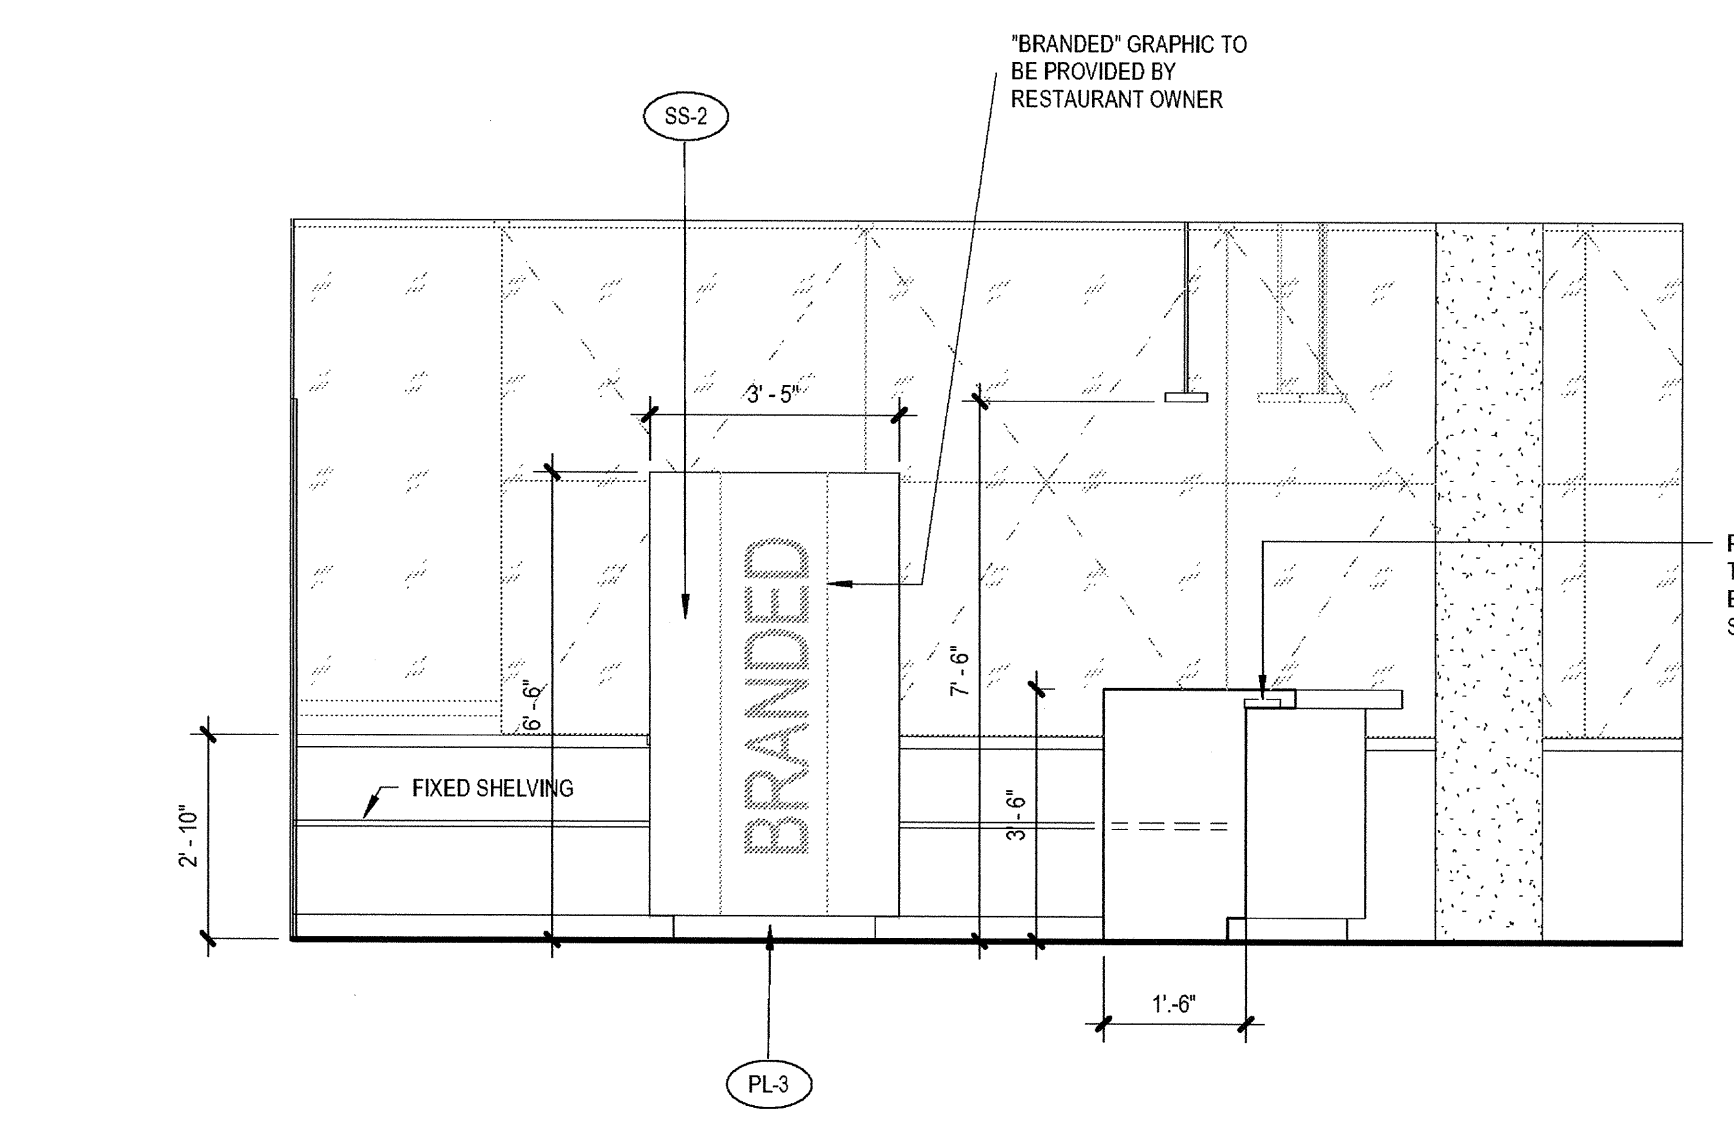 "BRANDED" GRAPHIC TO
BE PROVIDED BY
RESTAURANT OWNER
SS-2
3' - 5"
BRANDED
6' - 6"
7' - 6"
3' - 6"
2' - 10"
FIXED SHELVING
1'.-6"
PL-3